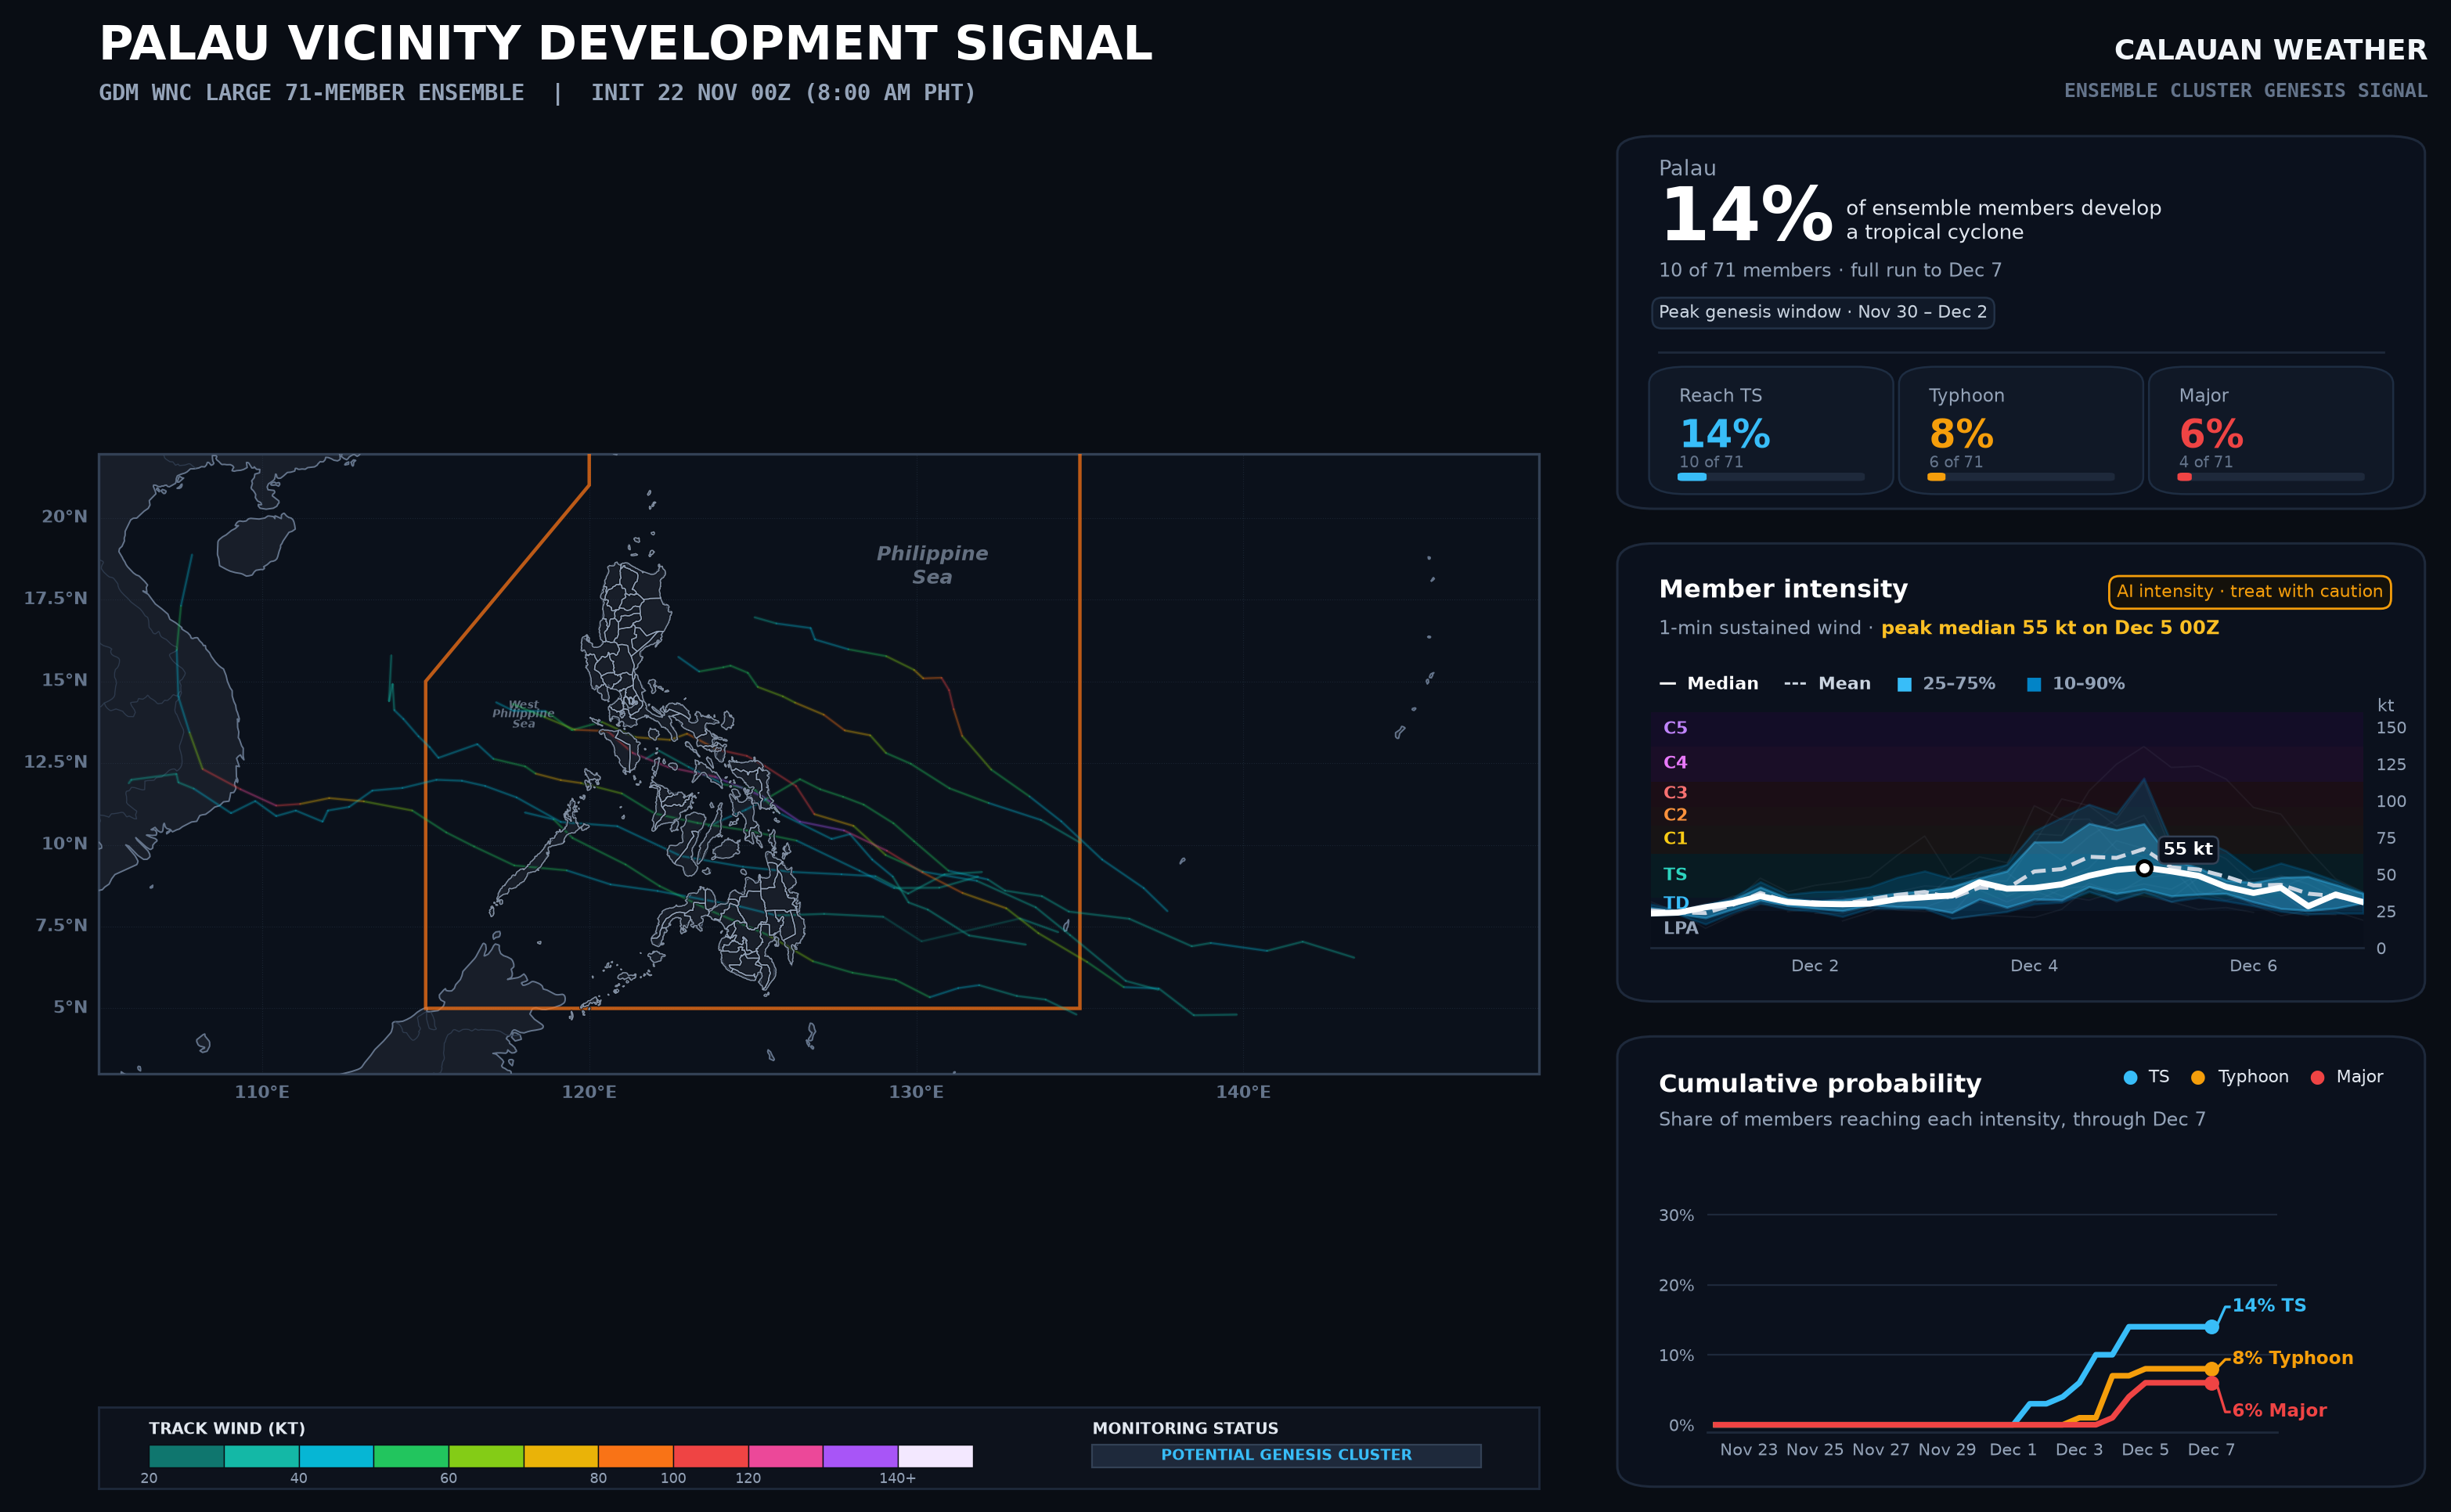 PALAU VICINITY DEVELOPMENT SIGNAL
GDM WNC LARGE 71-MEMBER ENSEMBLE | INIT 22 NOV 00Z (8:00 AM PHT)
CALAUAN WEATHER
ENSEMBLE CLUSTER GENESIS SIGNAL
20°N
17.5°N
15°N
12.5°N
10°N
7.5°N
5°N
110°E
120°E
130°E
140°E
Philippine
Sea
West
Philippine
Sea
TRACK WIND (KT)
20
40
60
80
100
120
140+
MONITORING STATUS
POTENTIAL GENESIS CLUSTER
Palau
14%
of ensemble members develop
a tropical cyclone
10 of 71 members · full run to Dec 7
Peak genesis window · Nov 30 – Dec 2
Reach TS
14%
10 of 71
Typhoon
8%
6 of 71
Major
6%
4 of 71
Member intensity
AI intensity · treat with caution
1-min sustained wind · peak median 55 kt on Dec 5 00Z
Median
Mean
25–75%
10–90%
kt
C5
C4
C3
C2
C1
TS
TD
LPA
55 kt
150
125
100
75
50
25
0
Dec 2
Dec 4
Dec 6
Cumulative probability
TS
Typhoon
Major
Share of members reaching each intensity, through Dec 7
30%
20%
10%
0%
14% TS
8% Typhoon
6% Major
Nov 23
Nov 25
Nov 27
Nov 29
Dec 1
Dec 3
Dec 5
Dec 7